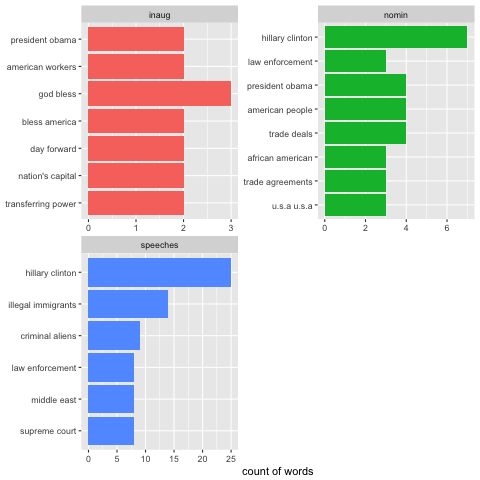 inaug
president obama
american workers
god bless
bless america
day forward
nation's capital
transferring power
0 1 2 3
nomin
hillary clinton
law enforcement
president obama
american people
trade deals
african american
trade agreements
u.s.a u.s.a
0 2 4 6
speeches
hillary clinton
illegal immigrants
criminal aliens
law enforcement
middle east
supreme court
0 5 10 15 20 25
count of words